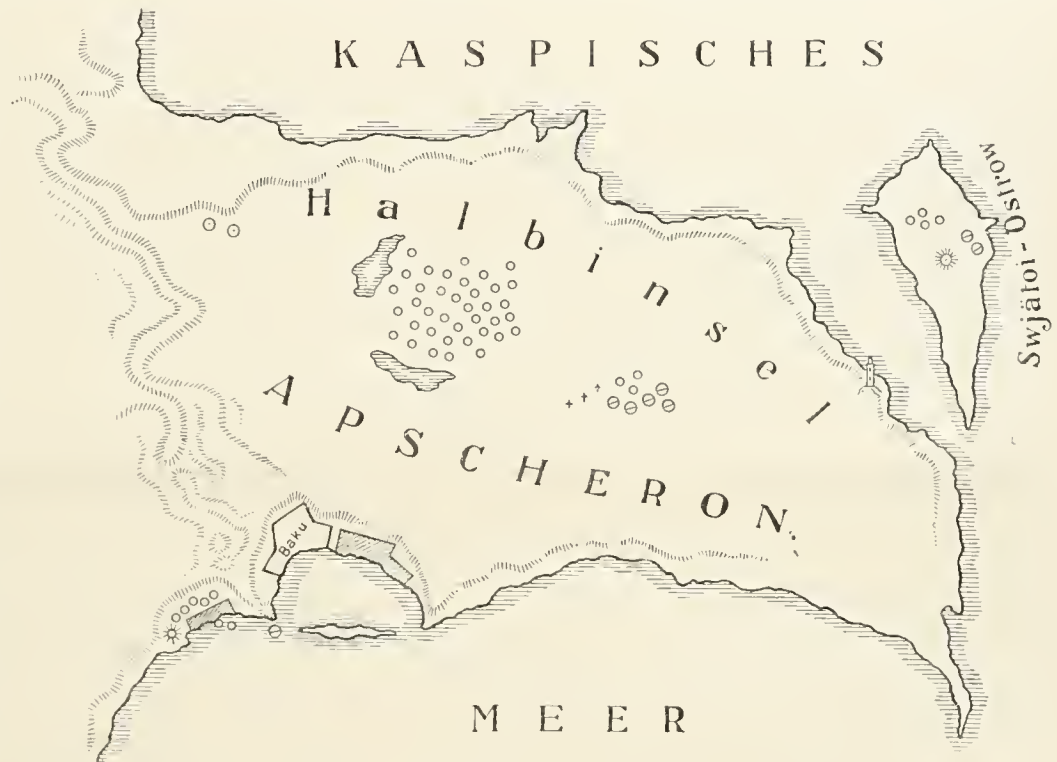 KASPISCHES
Halbinsel
Swjätoi-Ostrow
APSCHERON.
Baku
MEER